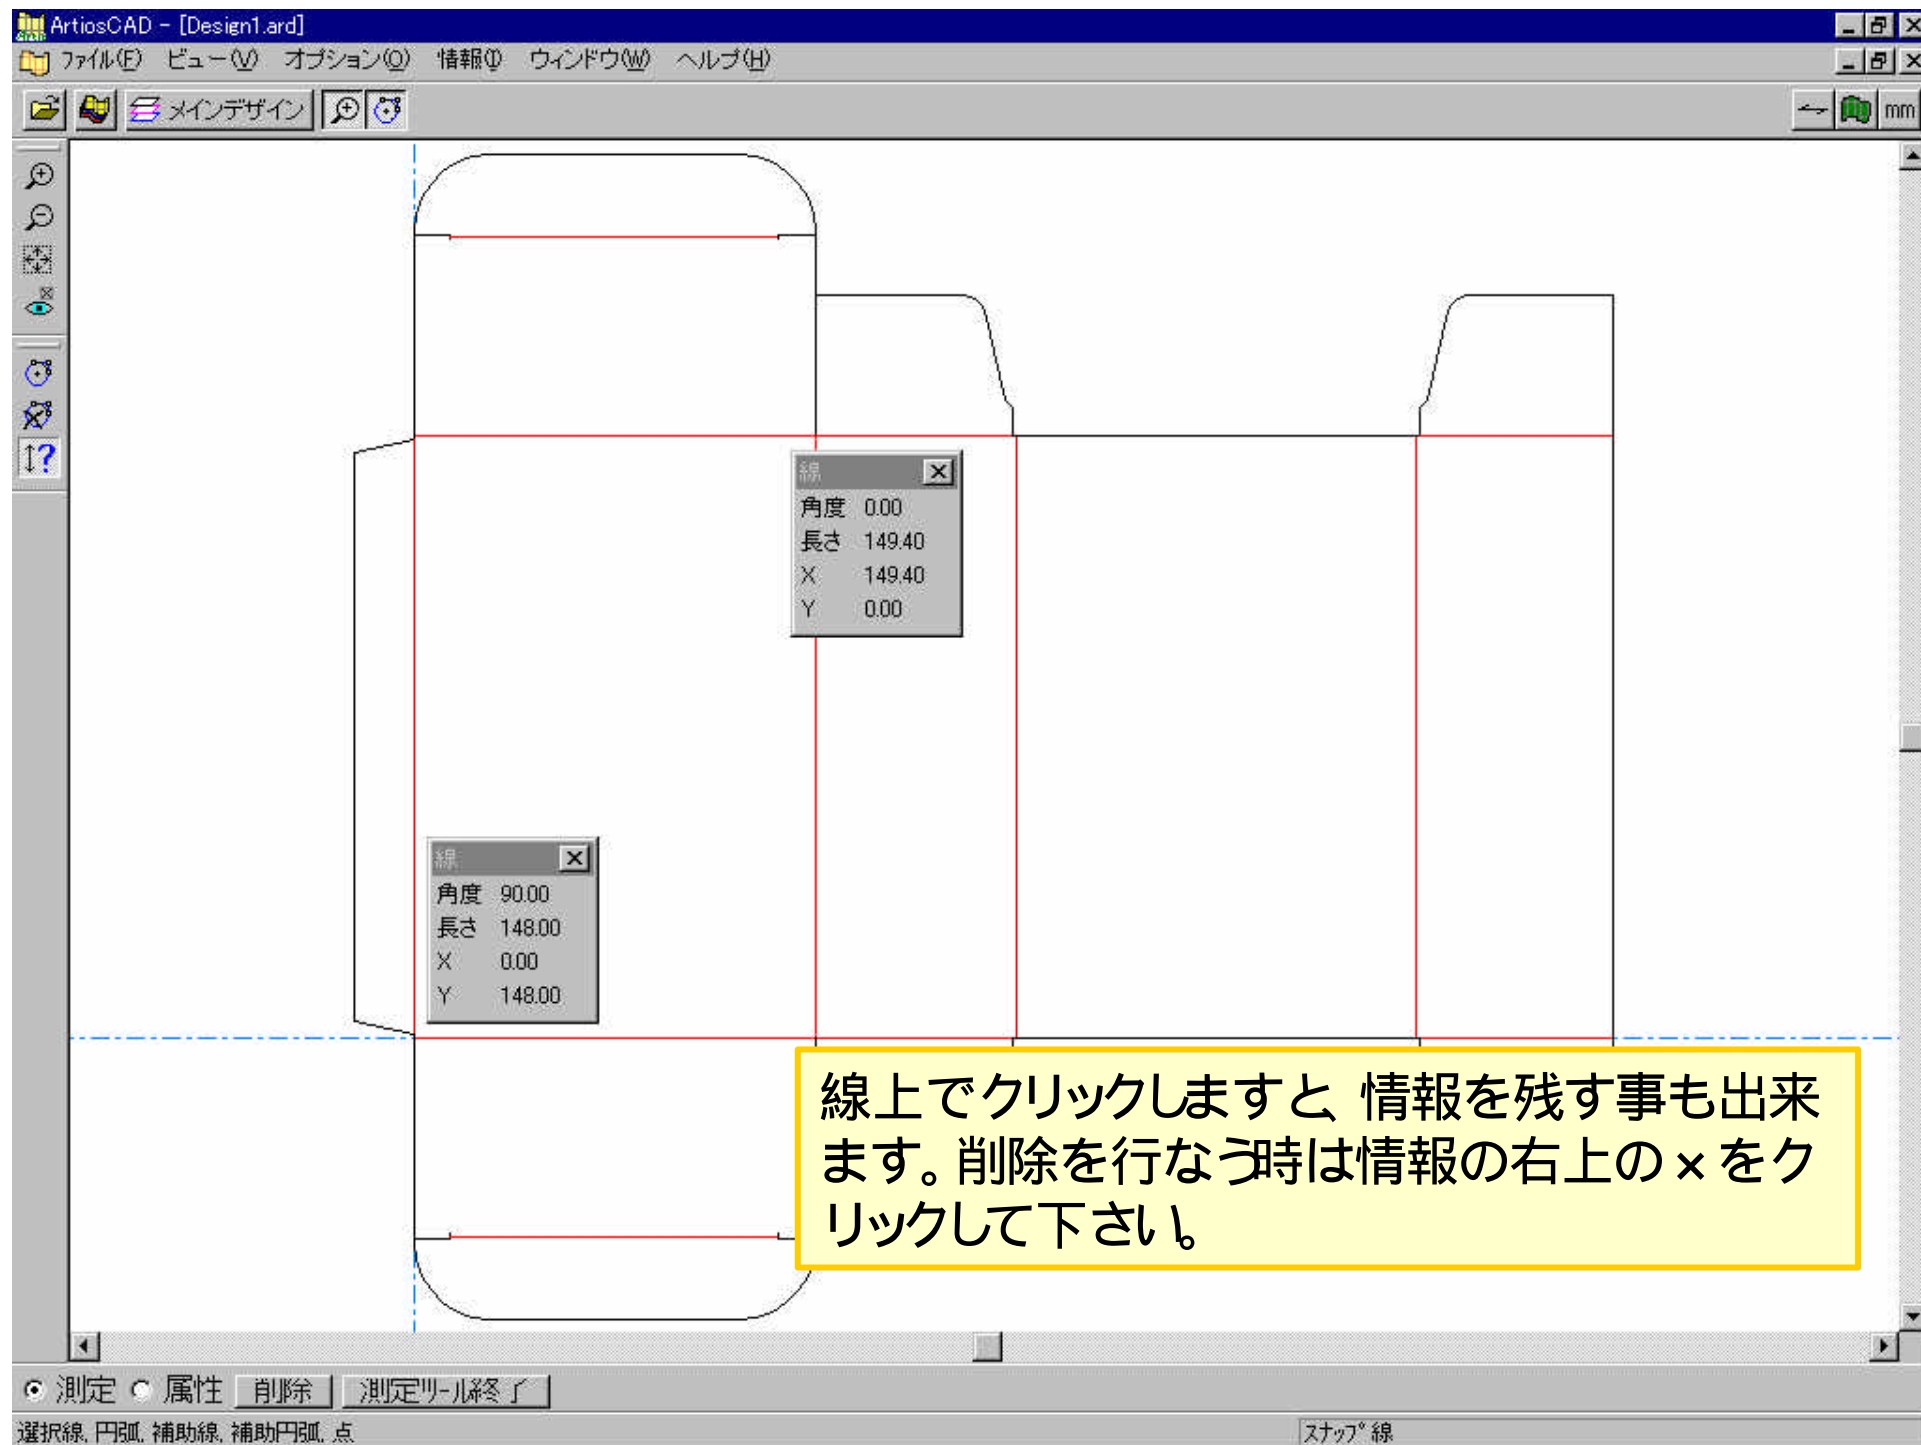 ArtiosCAD - [Design1.ard]
ファイル(F) ビュー(V) オプション(O) 情報(I) ウィンドウ(W) ヘルプ(H)
メインデザイン
mm
線
角度 0.00
長さ 149.40
X 149.40
Y 0.00
線
角度 90.00
長さ 148.00
X 0.00
Y 148.00
線上でクリックしますと、情報を残す事も出来
ます。削除を行なう時は情報の右上の×をク
リックして下さい。
測定 属性 削除 測定ツール終了
選択線, 円弧, 補助線, 補助円弧, 点
スナップ線